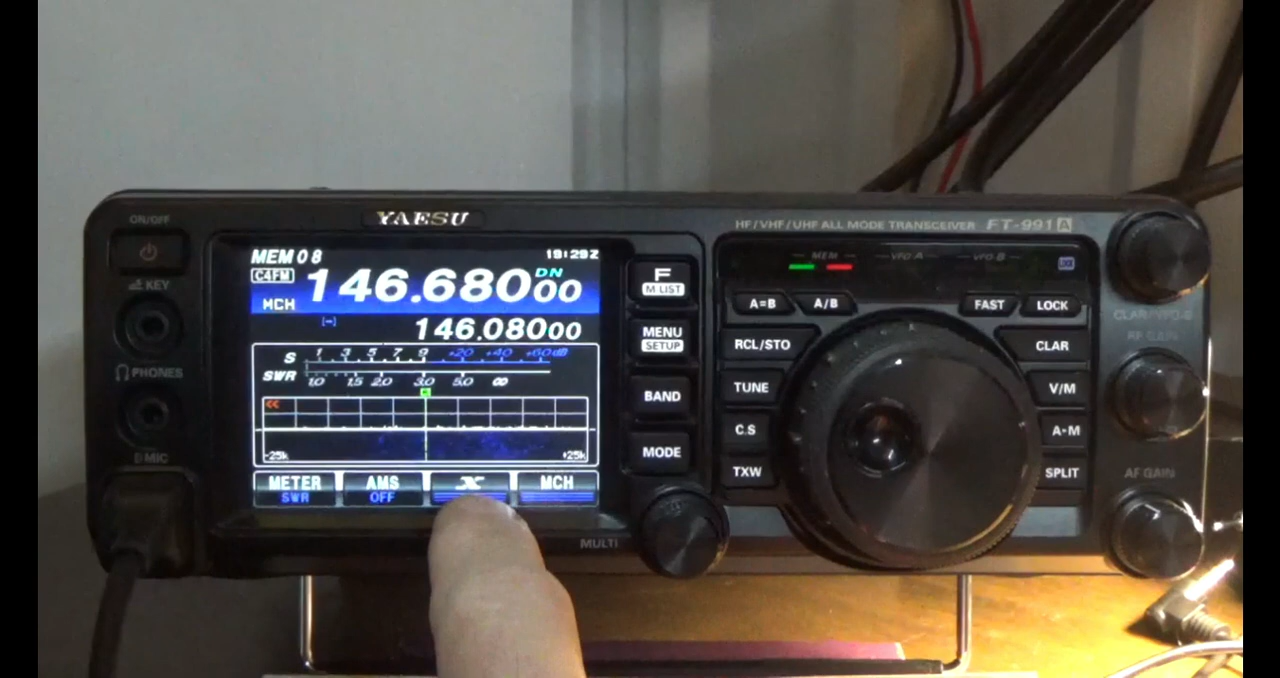 YAESU
HF/VHF/UHF ALL MODE TRANSCEIVER FT-991A
ON/OFF
KEY
PHONES
MIC
MEM 08
19:29Z
C4FM
146.68000
DN
MCH
[-]
146.08000
S 1 3 5 7 9 +20 +40 +60dB
SWR 1.0 1.5 2.0 3.0 5.0 ∞
C
<<
-25k
+25k
METER
SWR
AMS
OFF
MCH
MULTI
F
M LIST
MENU
SETUP
BAND
MODE
MEM
VFO A
VFO B
A=B
A/B
FAST
LOCK
RCL/STO
CLAR
TUNE
V/M
C.S
A▸M
TXW
SPLIT
CLAR/VFO-B
RF GAIN
AF GAIN